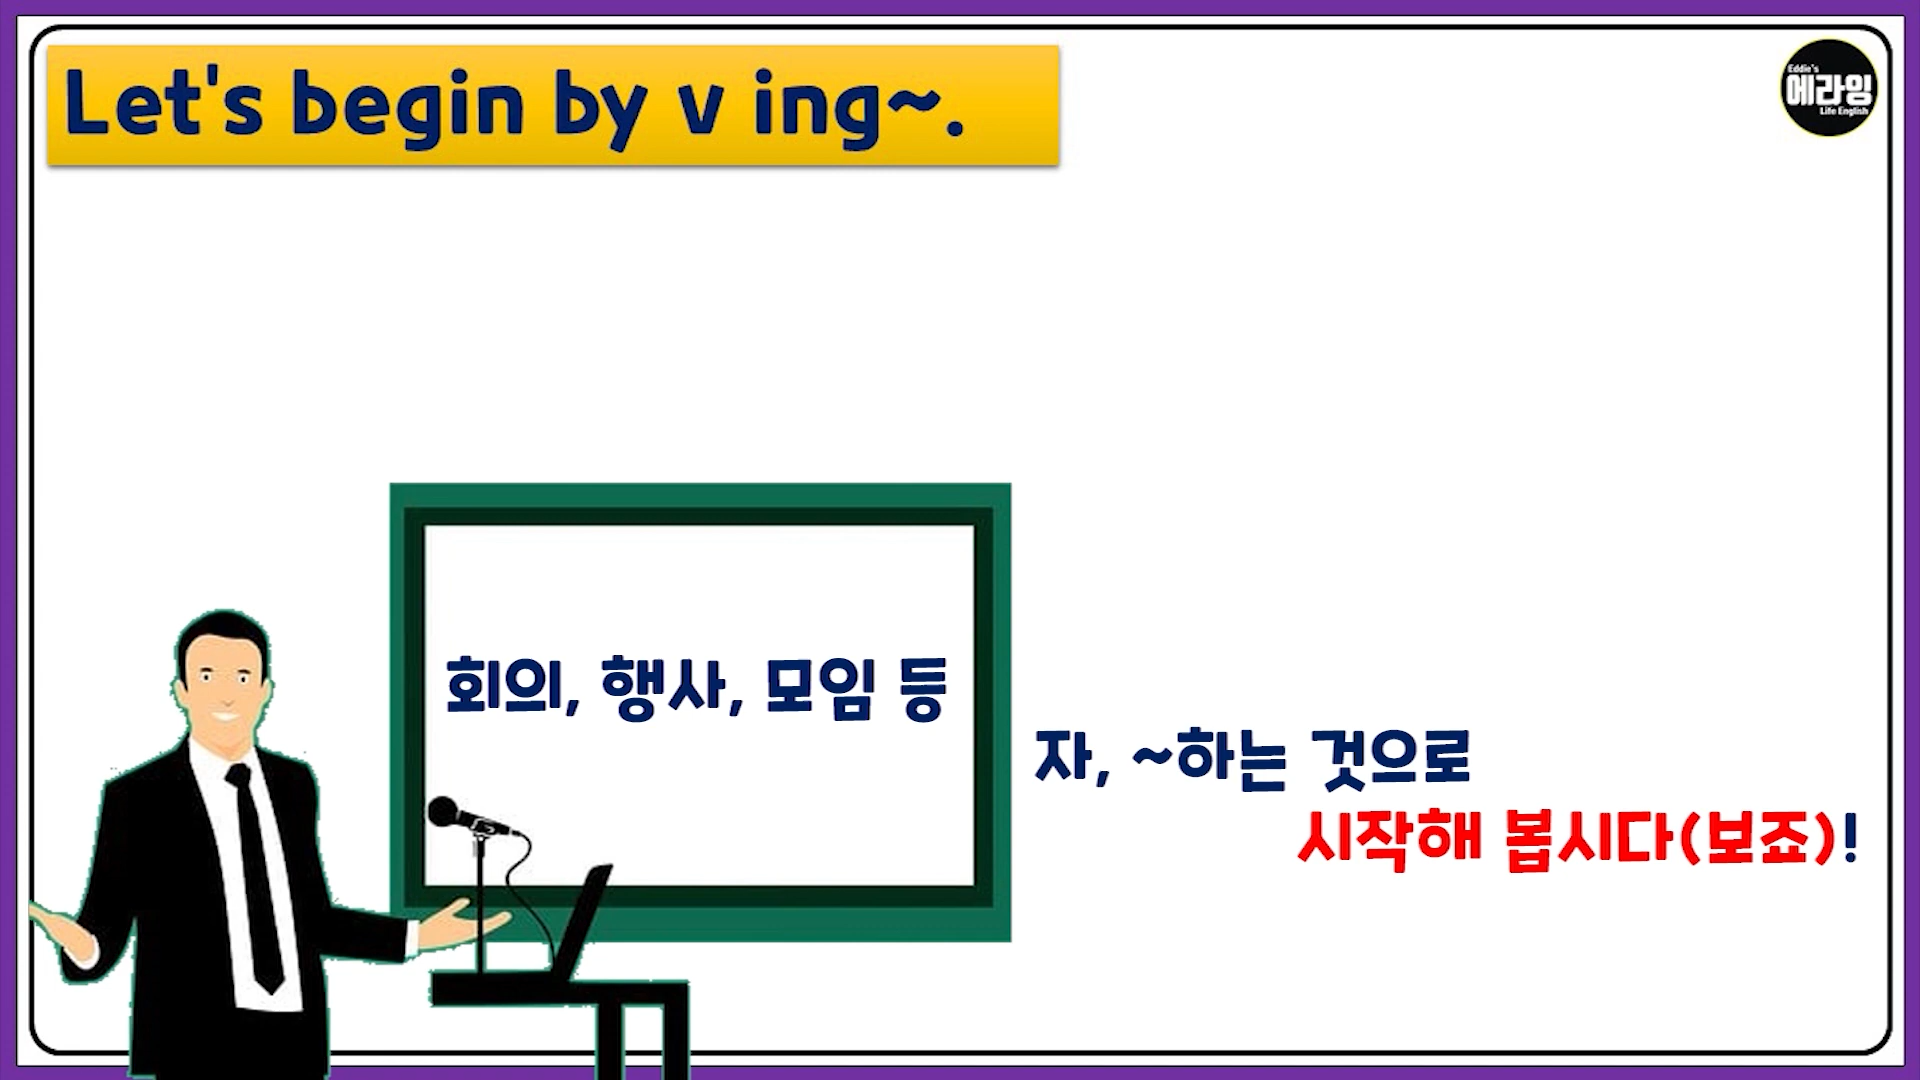 Let's begin by v ing~.
Eddie's
에라잉
Life English
회의, 행사, 모임 등
자, ~하는 것으로
시작해 봅시다(보죠)!